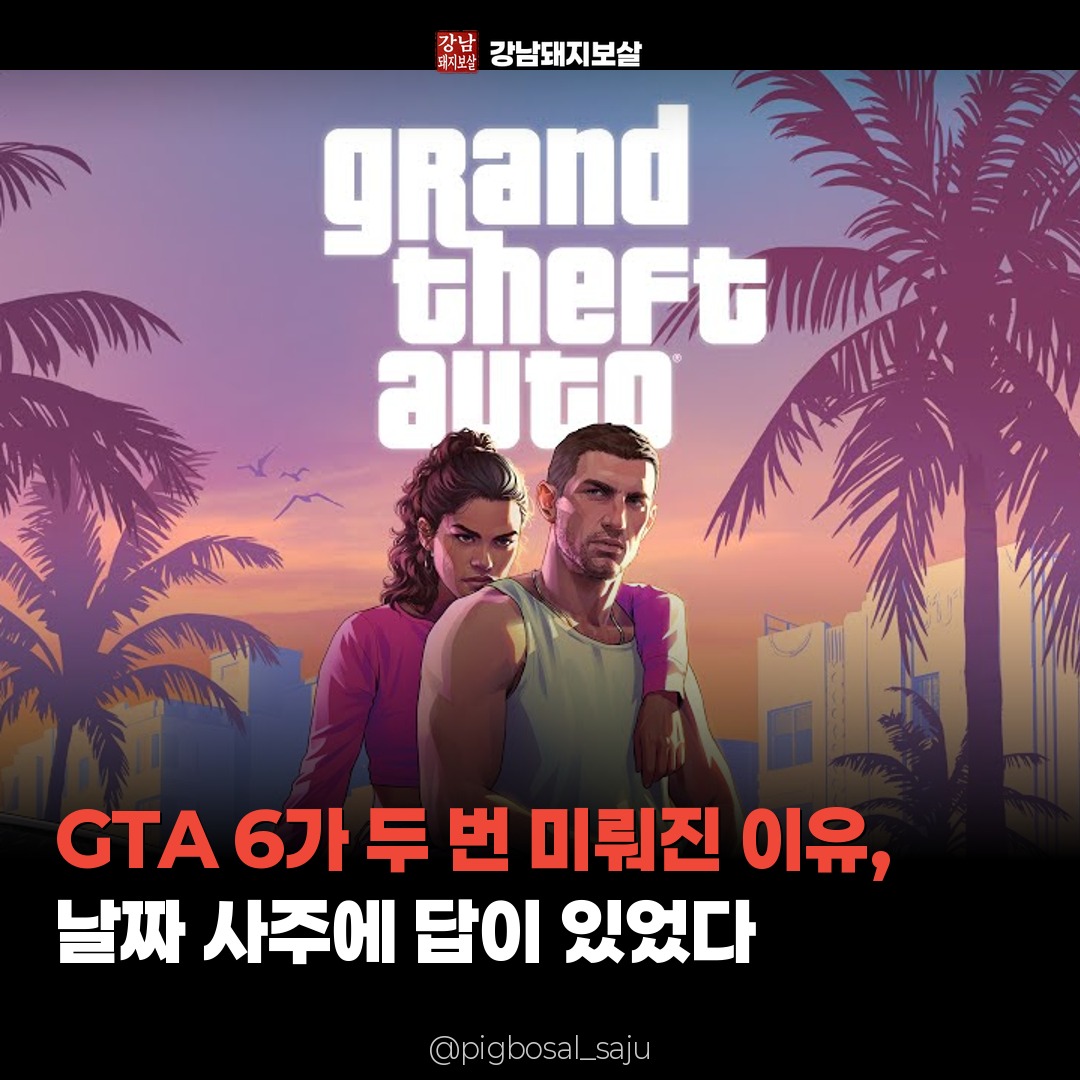 강남
돼지보살
강남돼지보살
grand
theft
auto®
GTA 6가 두 번 미뤄진 이유,
날짜 사주에 답이 있었다
@pigbosal_saju